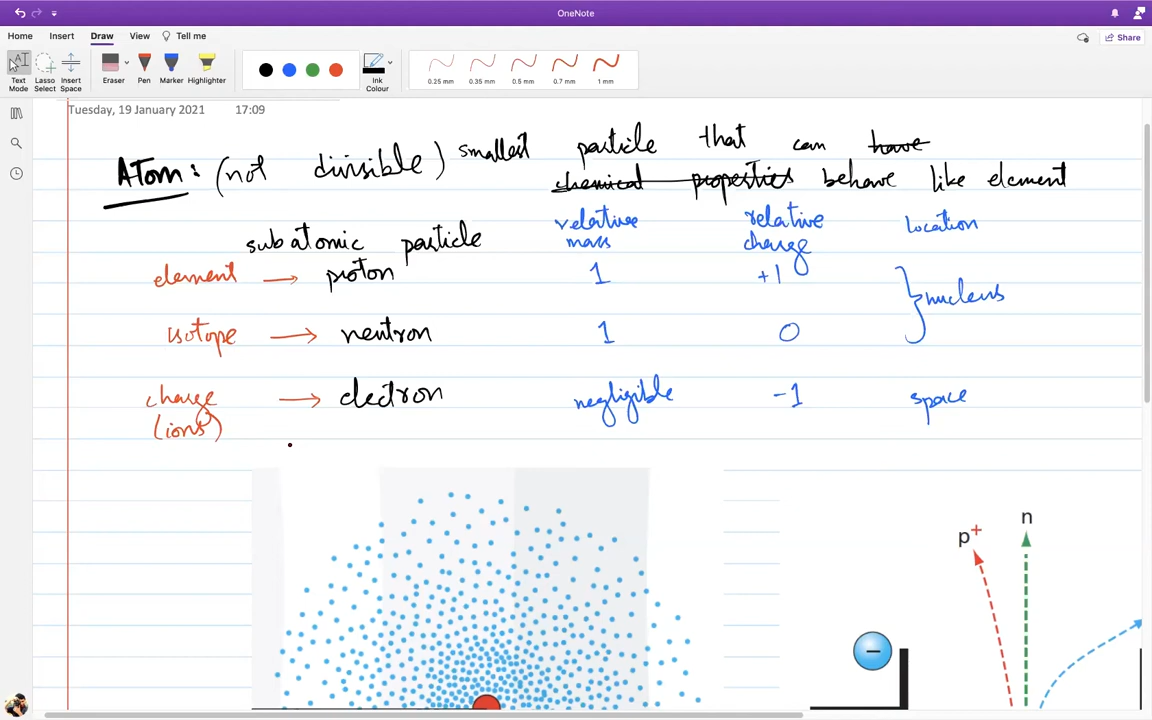 OneNote
Home Insert Draw View Tell me
Share
Text Mode
Lasso Select
Insert Space
Eraser
Pen
Marker
Highlighter
Ink Colour
0.25 mm
0.35 mm
0.5 mm
0.7 mm
1 mm
Tuesday, 19 January 2021 17:09
Atom: (not divisible) smallest particle that can have
chemical properties behave like element
subatomic particle relative mass relative charge location
element → proton 1 +1
nucleus
isotope → neutron 1 0
charge → electron negligible -1 space
(ions)
n
p+
−